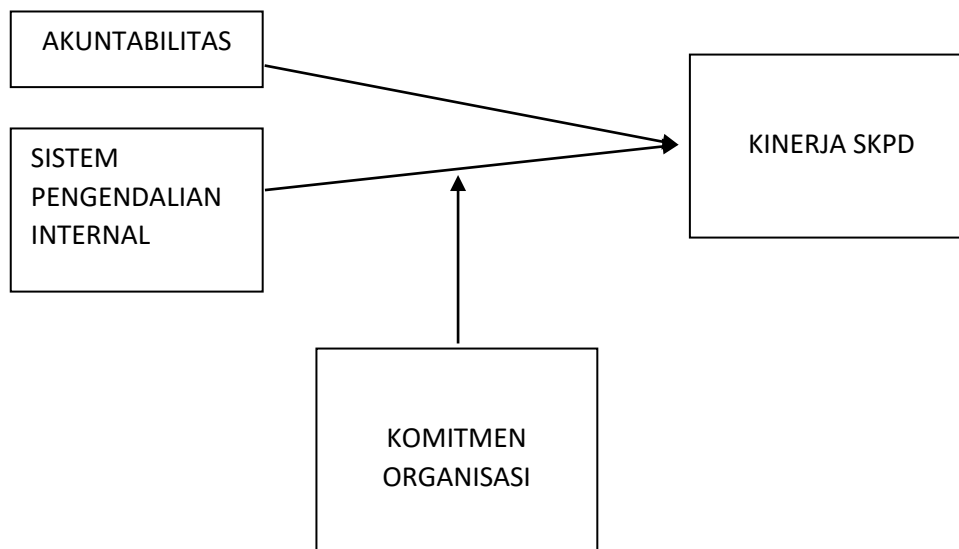 AKUNTABILITAS
SISTEM
PENGENDALIAN
INTERNAL
KINERJA SKPD
KOMITMEN
ORGANISASI